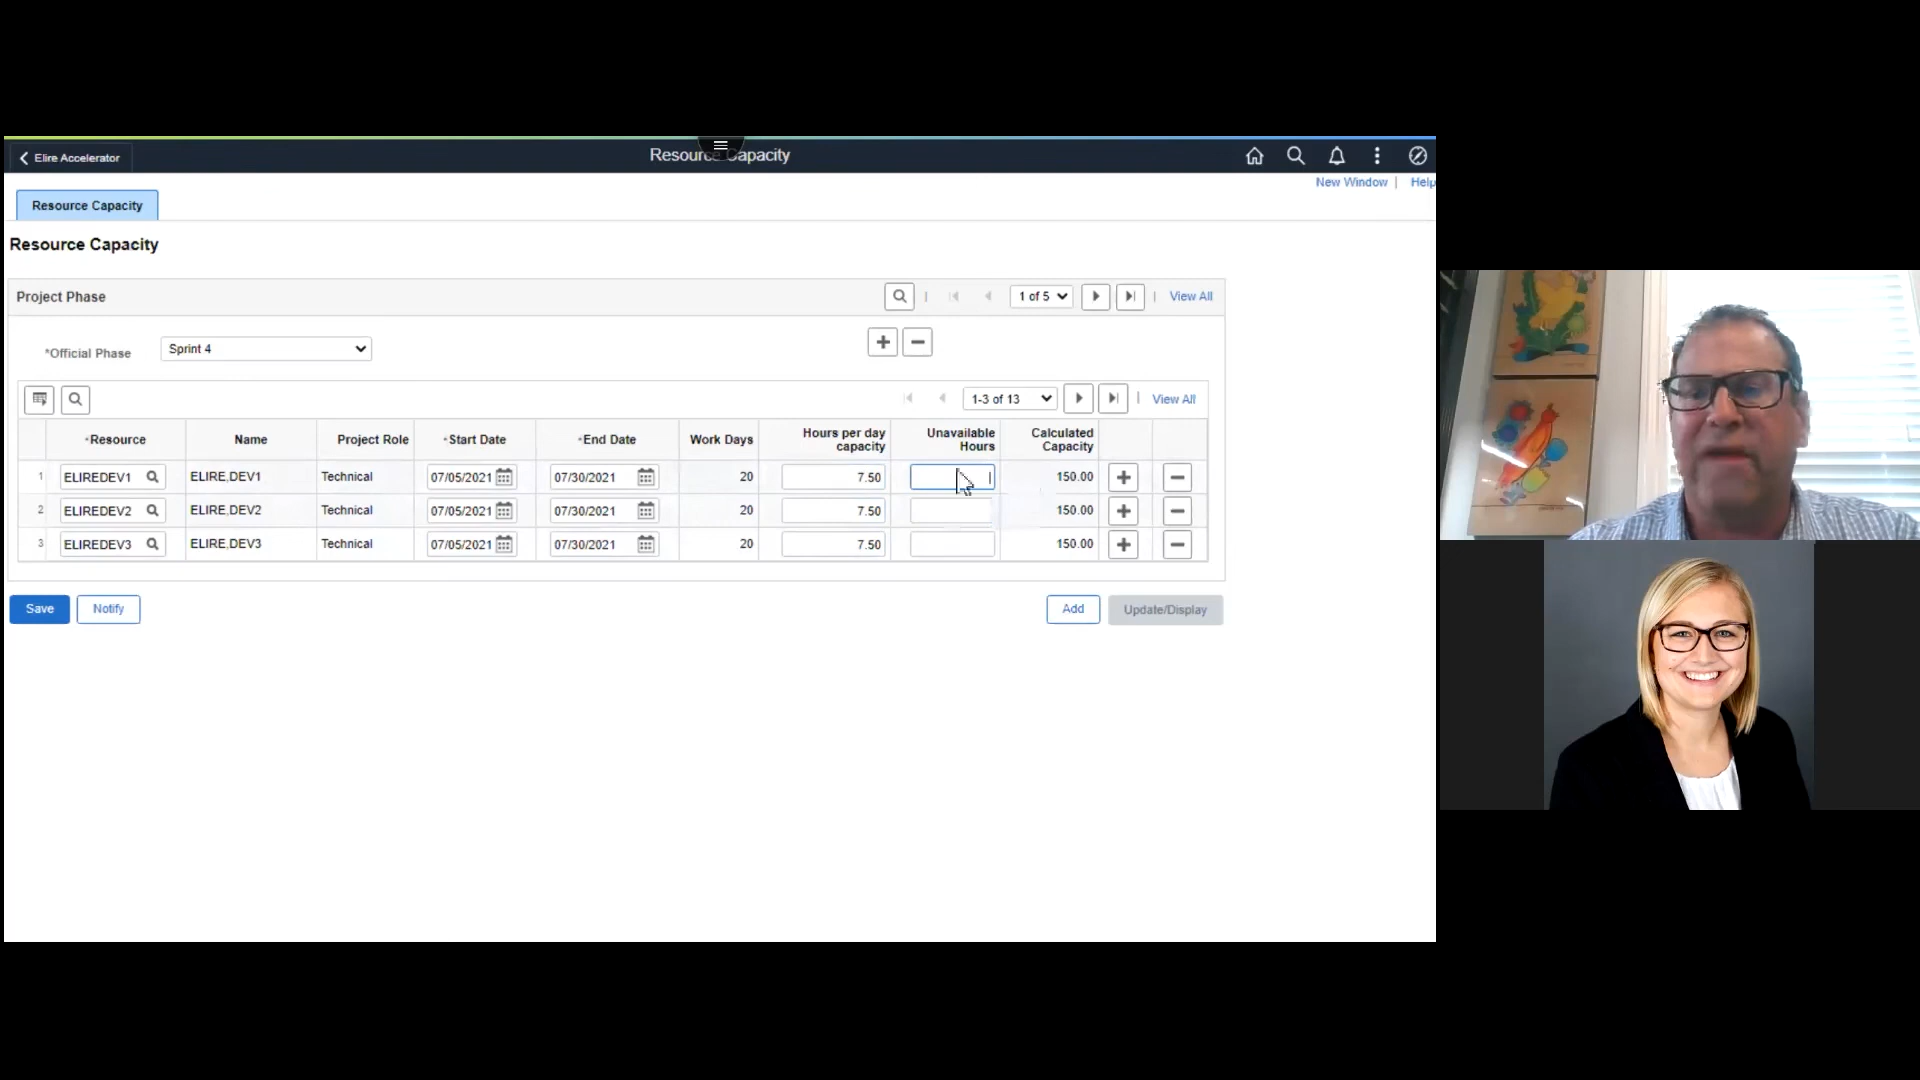 Elire Accelerator
Resource Capacity
New Window | Help
Resource Capacity
Resource Capacity
Project Phase
1 of 5
View All
*Official Phase
Sprint 4
1-3 of 13
View All
*Resource Name Project Role *Start Date *End Date Work Days Hours per day capacity Unavailable Hours Calculated Capacity
1 ELIREDEV1 ELIRE,DEV1 Technical 07/05/2021 07/30/2021 20 7.50 150.00
2 ELIREDEV2 ELIRE,DEV2 Technical 07/05/2021 07/30/2021 20 7.50 150.00
3 ELIREDEV3 ELIRE,DEV3 Technical 07/05/2021 07/30/2021 20 7.50 150.00
Save Notify Add Update/Display